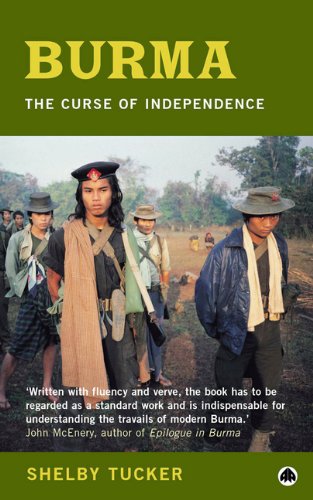 BURMA
THE CURSE OF INDEPENDENCE
'Written with fluency and verve, the book has to be
regarded as a standard work and is indispensable for
understanding the travails of modern Burma.'
John McEnery, author of Epilogue in Burma
SHELBY TUCKER